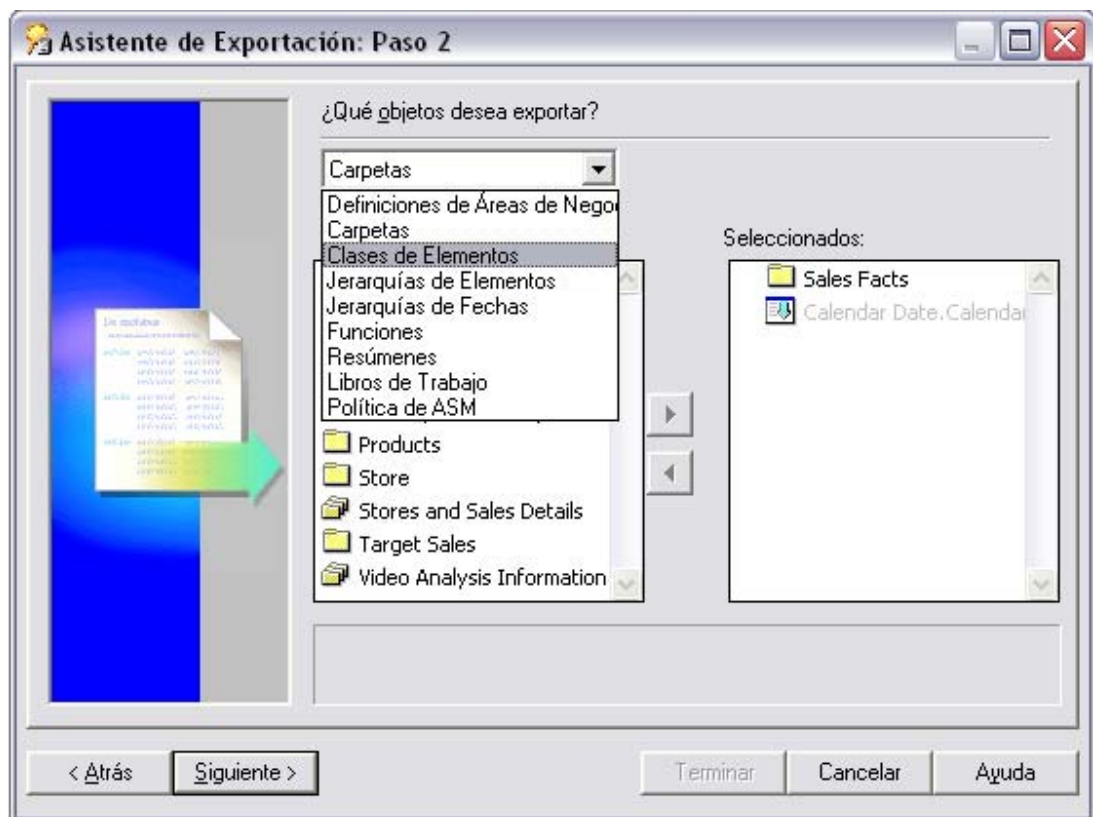 Asistente de Exportación: Paso 2
¿Qué objetos desea exportar?
Carpetas
Definiciones de Áreas de Nego
Carpetas
Clases de Elementos
Jerarquías de Elementos
Jerarquías de Fechas
Funciones
Resúmenes
Libros de Trabajo
Política de ASM
Products
Store
Stores and Sales Details
Target Sales
Video Analysis Information
Seleccionados:
Sales Facts
Calendar Date.Calendar
< Atrás
Siguiente >
Terminar
Cancelar
Ayuda